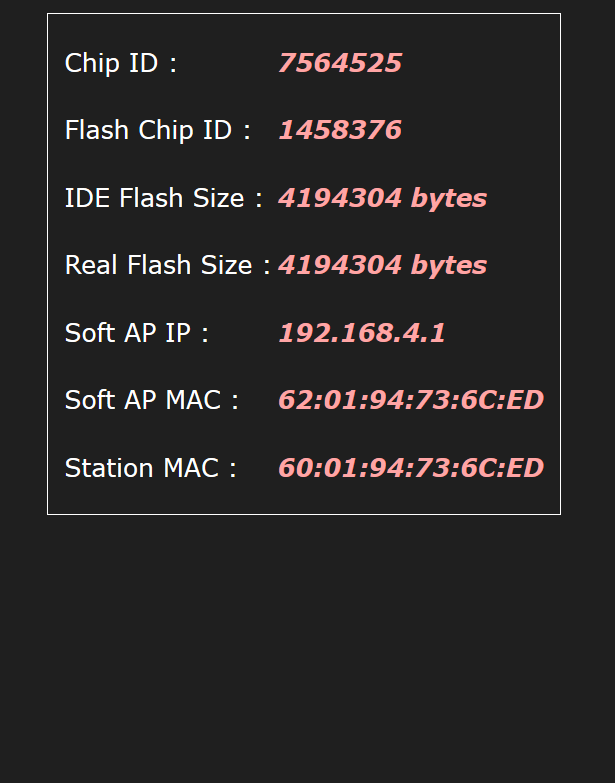 Chip ID : 7564525
Flash Chip ID : 1458376
IDE Flash Size : 4194304 bytes
Real Flash Size : 4194304 bytes
Soft AP IP : 192.168.4.1
Soft AP MAC : 62:01:94:73:6C:ED
Station MAC : 60:01:94:73:6C:ED